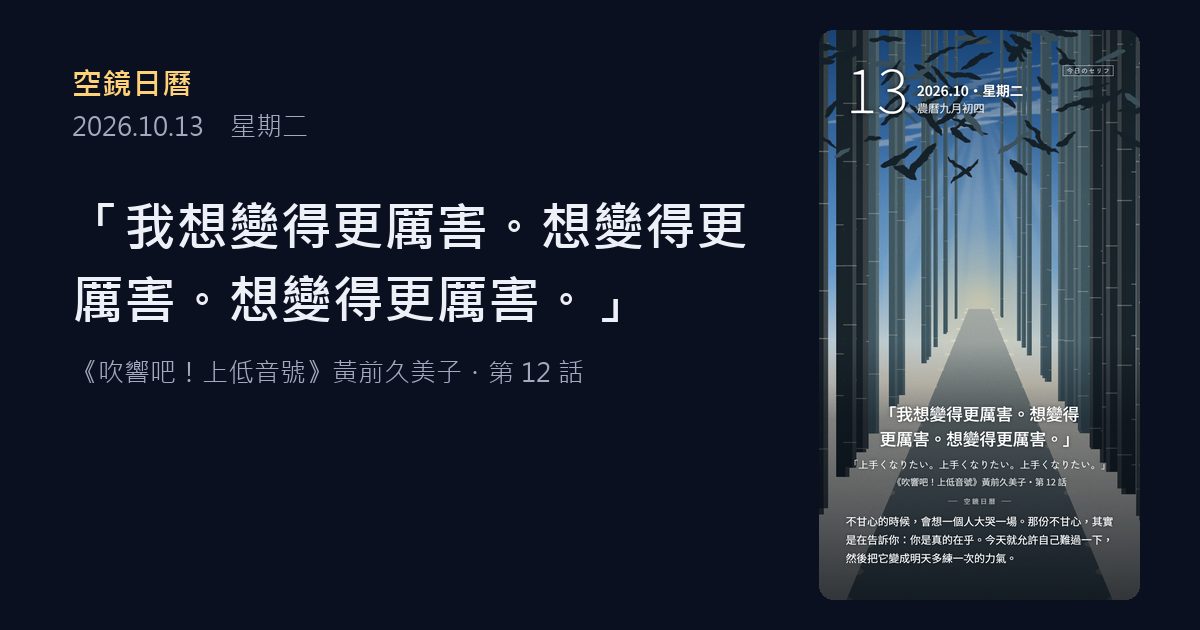 空鏡日曆
2026.10.13 星期二
「我想變得更厲害。想變得更
厲害。想變得更厲害。」
《吹響吧！上低音號》黃前久美子・第 12 話
13
2026.10・星期二
農曆九月初四
今日のセリフ
「我想變得更厲害。想變得
更厲害。想變得更厲害。」
「上手くなりたい。上手くなりたい。上手くなりたい。」
《吹響吧！上低音號》黃前久美子・第 12 話
— 空鏡日曆 —
不甘心的時候，會想一個人大哭一場。那份不甘心，其實
是在告訴你：你是真的在乎。今天就允許自己難過一下，
然後把它變成明天多練一次的力氣。